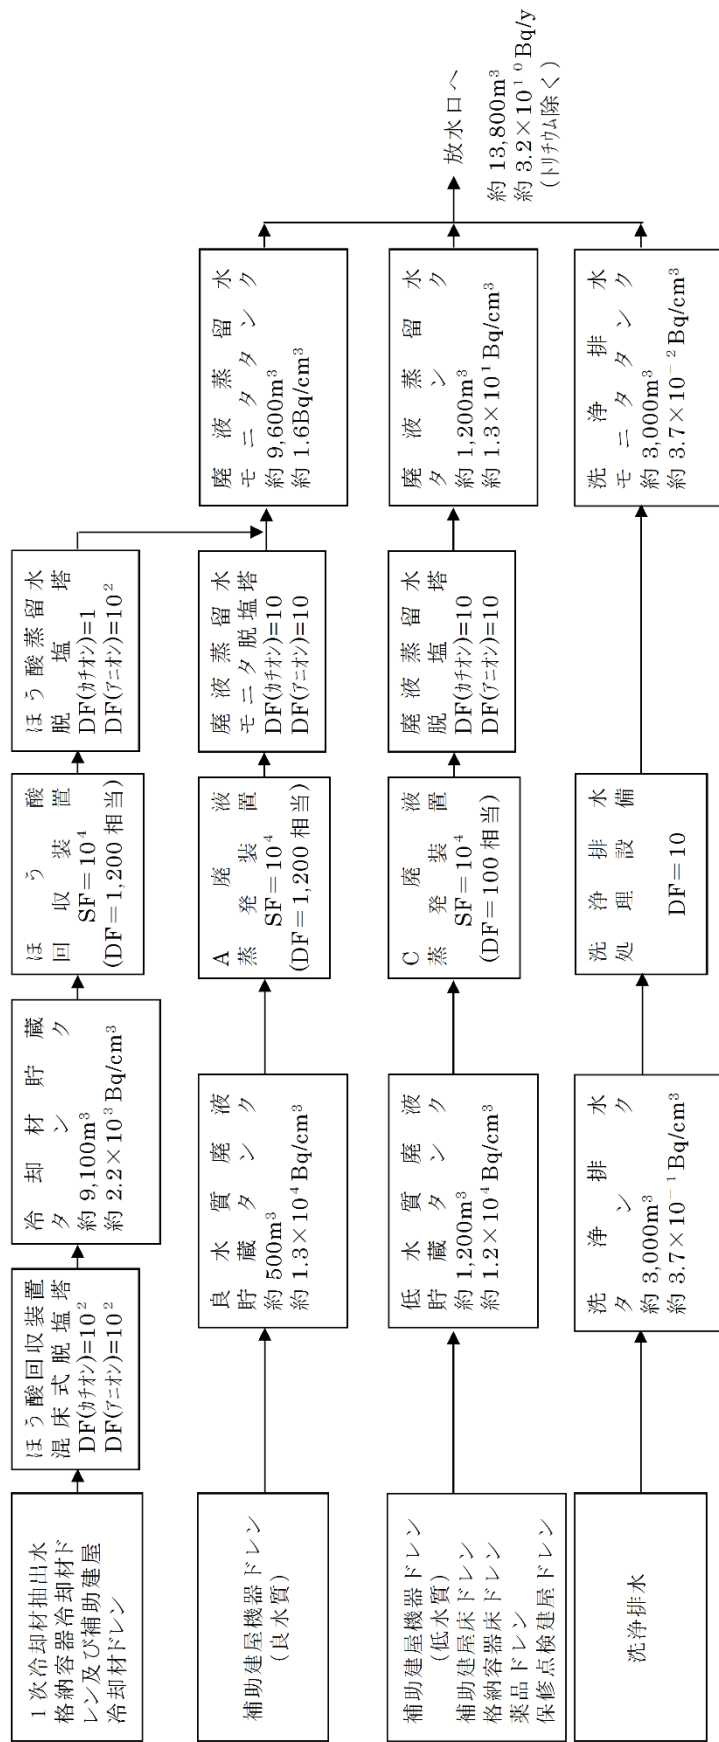 1次冷却材抽出水
格納容器冷却材ド
レン及び補助建屋
冷却材ドレン
ほう酸回収装置
混床式脱塩塔
DF(カチオン)=10²
DF(アニオン)=10²
冷却材貯蔵
タンク
約 9,100m³
約 2.2×10³ Bq/cm³
ほう酸
回収装置
SF=10⁴
(DF=1,200 相当)
ほう酸蒸留水
脱塩塔
DF(カチオン)=1
DF(アニオン)=10²
補助建屋機器ドレン
(良水質)
良水質廃液
貯蔵タンク
約 500m³
約 1.3×10⁴ Bq/cm³
A廃液
蒸発装置
SF=10⁴
(DF=1,200 相当)
廃液蒸留水
モニタ脱塩塔
DF(カチオン)=10
DF(アニオン)=10
廃液蒸留水
モニタタンク
約 9,600m³
約 1.6Bq/cm³
補助建屋機器ドレン
(低水質)
補助建屋床ドレン
格納容器床ドレン
薬品ドレン
保修点検建屋ドレン
低水質廃液
貯蔵タンク
約 1,200m³
約 1.2×10⁴ Bq/cm³
C廃液
蒸発装置
SF=10⁴
(DF=100 相当)
廃液蒸留水
脱塩塔
DF(カチオン)=10
DF(アニオン)=10
廃液蒸留水
タンク
約 1,200m³
約 1.3×10¹ Bq/cm³
洗浄排水
洗浄排水
タンク
約 3,000m³
約 3.7×10⁻¹ Bq/cm³
洗浄排水
処理設備
DF=10
洗浄排水
モニタタンク
約 3,000m³
約 3.7×10⁻² Bq/cm³
放水口へ
約 13,800m³
約 3.2×10¹⁰ Bq/y
(トリチウム除く)